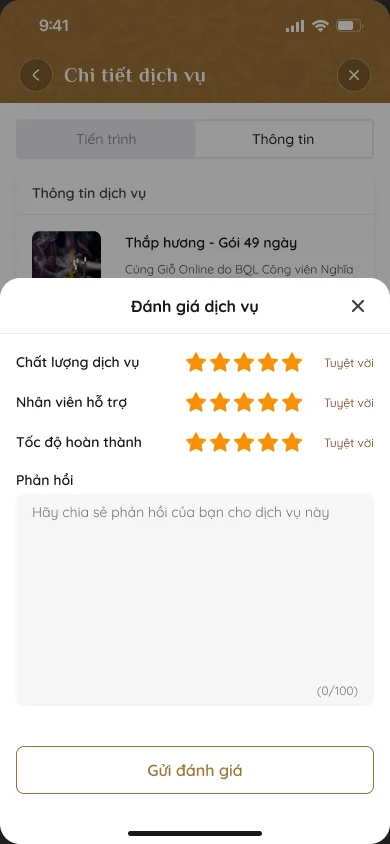 9:41
Chi tiết dịch vụ
Tiến trình
Thông tin
Thông tin dịch vụ
Thắp hương - Gói 49 ngày
Cúng Giỗ Online do BQL Công viên Nghĩa
Đánh giá dịch vụ
Chất lượng dịch vụ
Tuyệt vời
Nhân viên hỗ trợ
Tuyệt vời
Tốc độ hoàn thành
Tuyệt vời
Phản hồi
Hãy chia sẻ phản hồi của bạn cho dịch vụ này
(0/100)
Gửi đánh giá